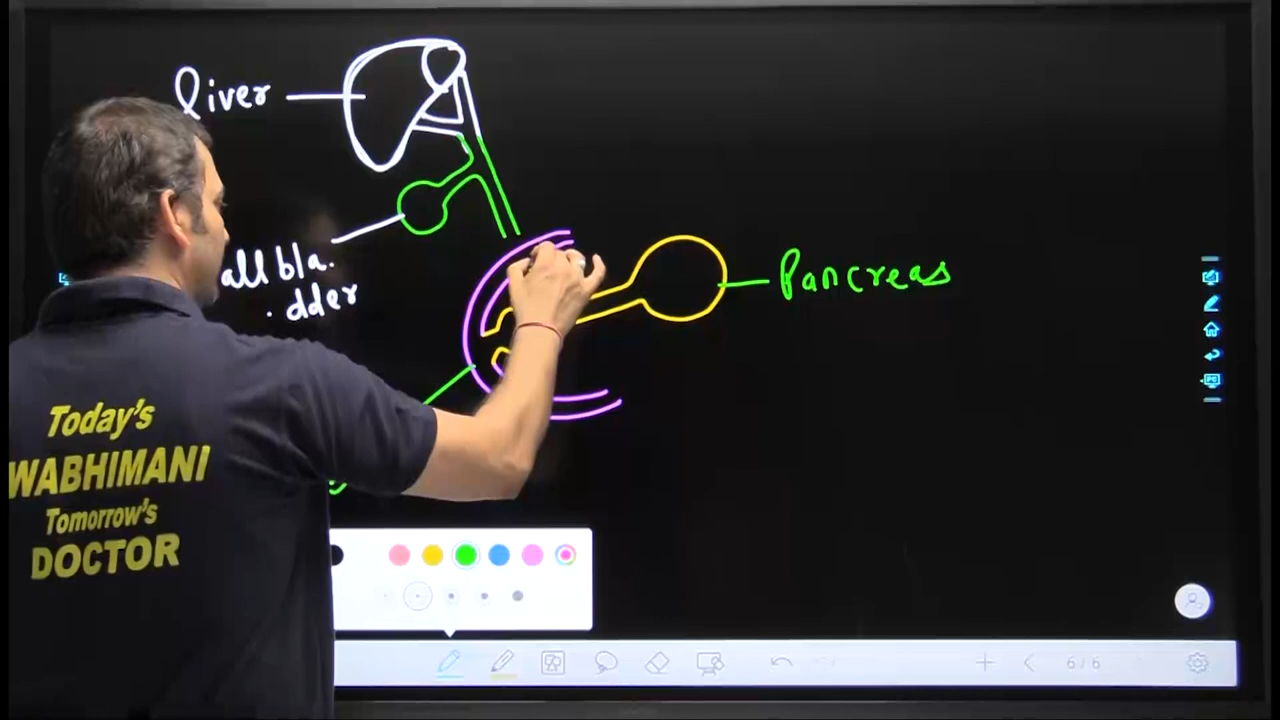 liver
all bla.
. dder
Pancreas
Today's
WABHIMANI
Tomorrow's
DOCTOR
6/6